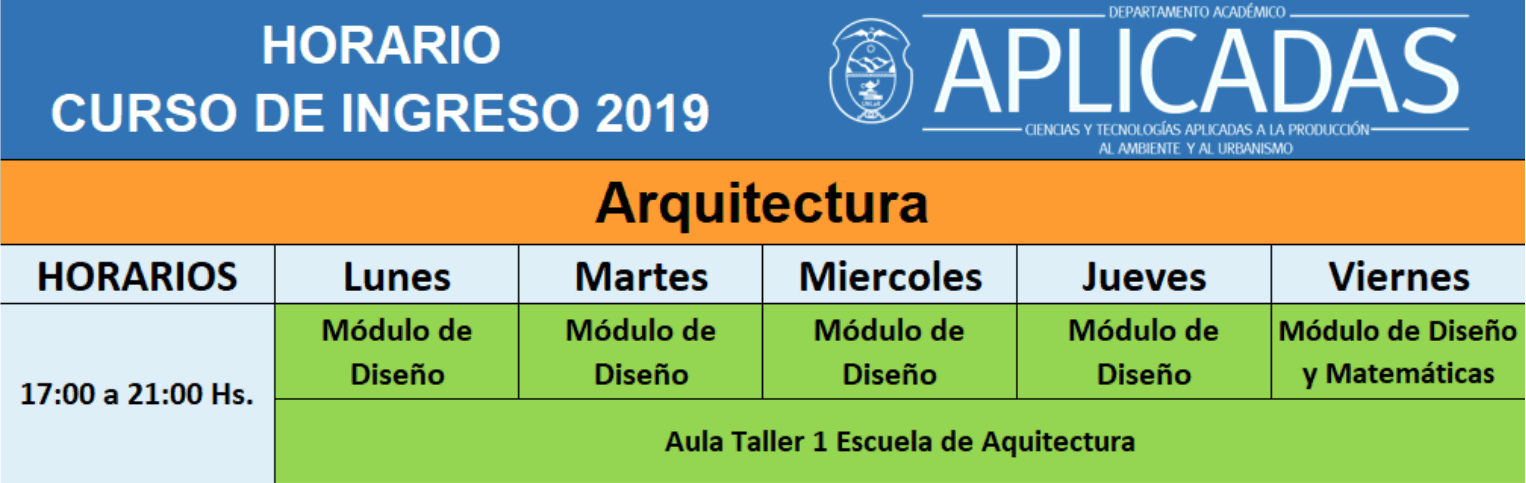 HORARIO
CURSO DE INGRESO 2019
DEPARTAMENTO ACADÉMICO
APLICADAS
CIENCIAS Y TECNOLOGÍAS APLICADAS A LA PRODUCCIÓN
AL AMBIENTE Y AL URBANISMO
Arquitectura
HORARIOS Lunes Martes Miercoles Jueves Viernes
Módulo de Módulo de Módulo de Módulo de Módulo de Diseño
Diseño Diseño Diseño Diseño y Matemáticas
17:00 a 21:00 Hs.
Aula Taller 1 Escuela de Aquitectura